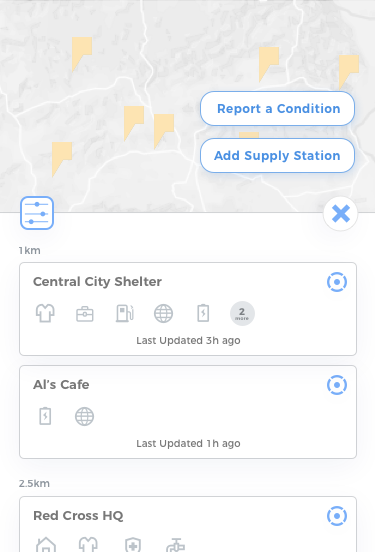 Report a Condition
Add Supply Station
1km
Central City Shelter
2
more
Last Updated 3h ago
Al's Cafe
Last Updated 1h ago
2.5km
Red Cross HQ